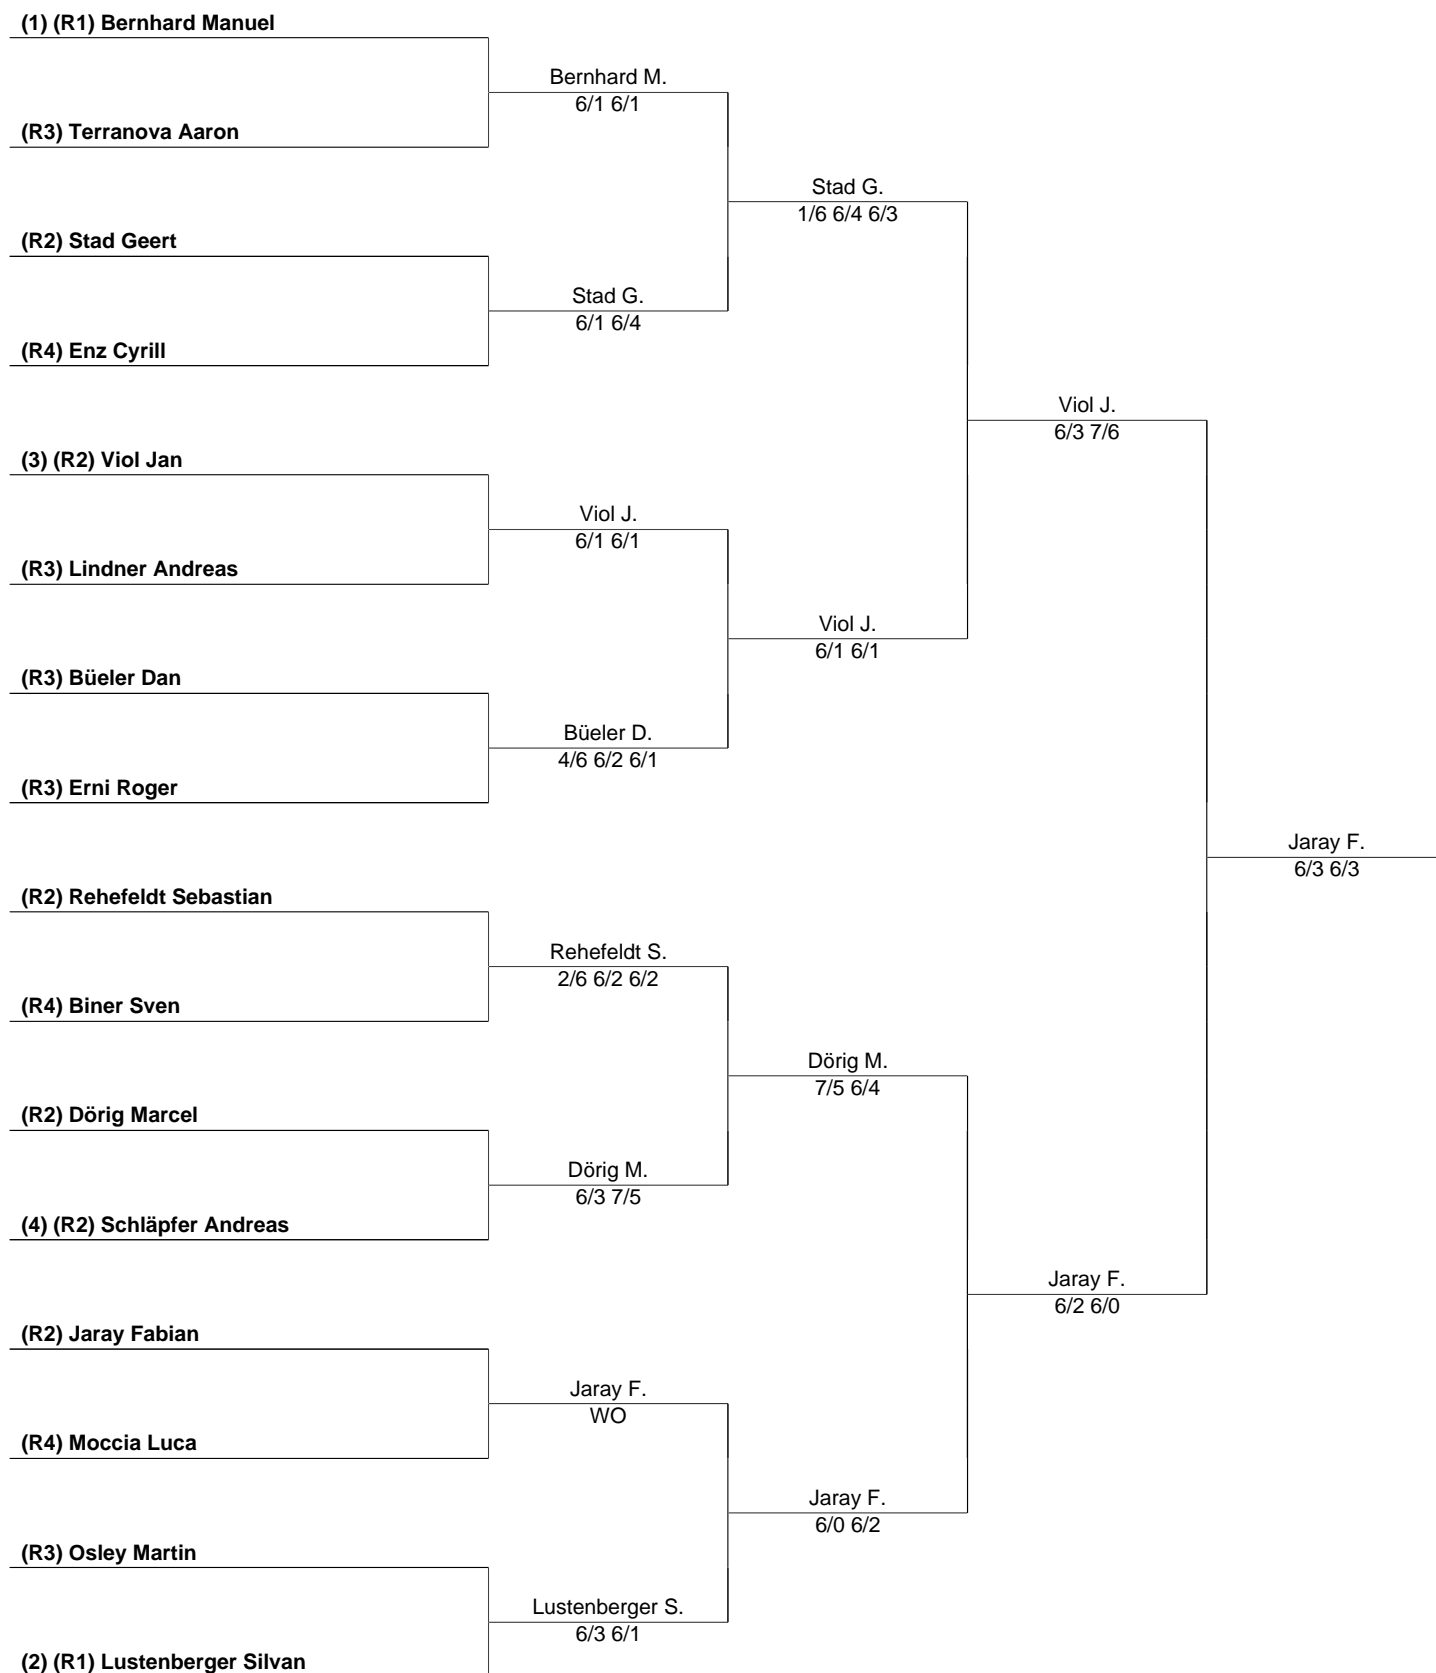 (1) (R1) Bernhard Manuel
Bernhard M.
6/1 6/1
(R3) Terranova Aaron
Stad G.
1/6 6/4 6/3
(R2) Stad Geert
Stad G.
6/1 6/4
(R4) Enz Cyrill
Viol J.
6/3 7/6
(3) (R2) Viol Jan
Viol J.
6/1 6/1
(R3) Lindner Andreas
Viol J.
6/1 6/1
(R3) Büeler Dan
Büeler D.
4/6 6/2 6/1
(R3) Erni Roger
Jaray F.
6/3 6/3
(R2) Rehefeldt Sebastian
Rehefeldt S.
2/6 6/2 6/2
(R4) Biner Sven
Dörig M.
7/5 6/4
(R2) Dörig Marcel
Dörig M.
6/3 7/5
(4) (R2) Schläpfer Andreas
Jaray F.
6/2 6/0
(R2) Jaray Fabian
Jaray F.
WO
(R4) Moccia Luca
Jaray F.
6/0 6/2
(R3) Osley Martin
Lustenberger S.
6/3 6/1
(2) (R1) Lustenberger Silvan